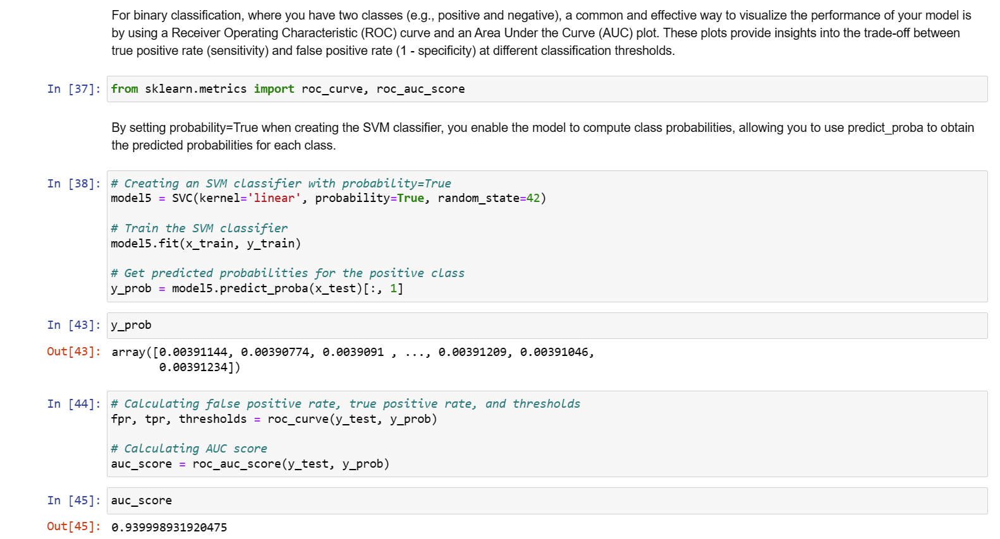 For binary classification, where you have two classes (e.g., positive and negative), a common and effective way to visualize the performance of your model is
by using a Receiver Operating Characteristic (ROC) curve and an Area Under the Curve (AUC) plot. These plots provide insights into the trade-off between
true positive rate (sensitivity) and false positive rate (1 - specificity) at different classification thresholds.
In [37]: from sklearn.metrics import roc_curve, roc_auc_score
By setting probability=True when creating the SVM classifier, you enable the model to compute class probabilities, allowing you to use predict_proba to obtain
the predicted probabilities for each class.
In [38]: # Creating an SVM classifier with probability=True
model5 = SVC(kernel='linear', probability=True, random_state=42)
# Train the SVM classifier
model5.fit(x_train, y_train)
# Get predicted probabilities for the positive class
y_prob = model5.predict_proba(x_test)[:, 1]
In [43]: y_prob
Out[43]: array([0.00391144, 0.00390774, 0.0039091 , ..., 0.00391209, 0.00391046,
0.00391234])
In [44]: # Calculating false positive rate, true positive rate, and thresholds
fpr, tpr, thresholds = roc_curve(y_test, y_prob)
# Calculating AUC score
auc_score = roc_auc_score(y_test, y_prob)
In [45]: auc_score
Out[45]: 0.939998931920475